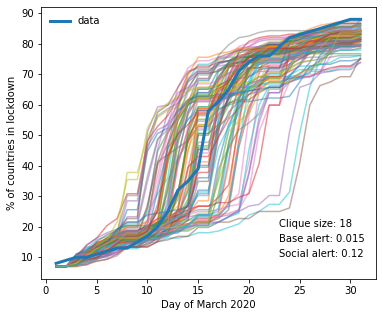 data
90
80
70
60
50
40
30
20
10
% of countries in lockdown
Clique size: 18
Base alert: 0.015
Social alert: 0.12
0
5
10
15
20
25
30
Day of March 2020